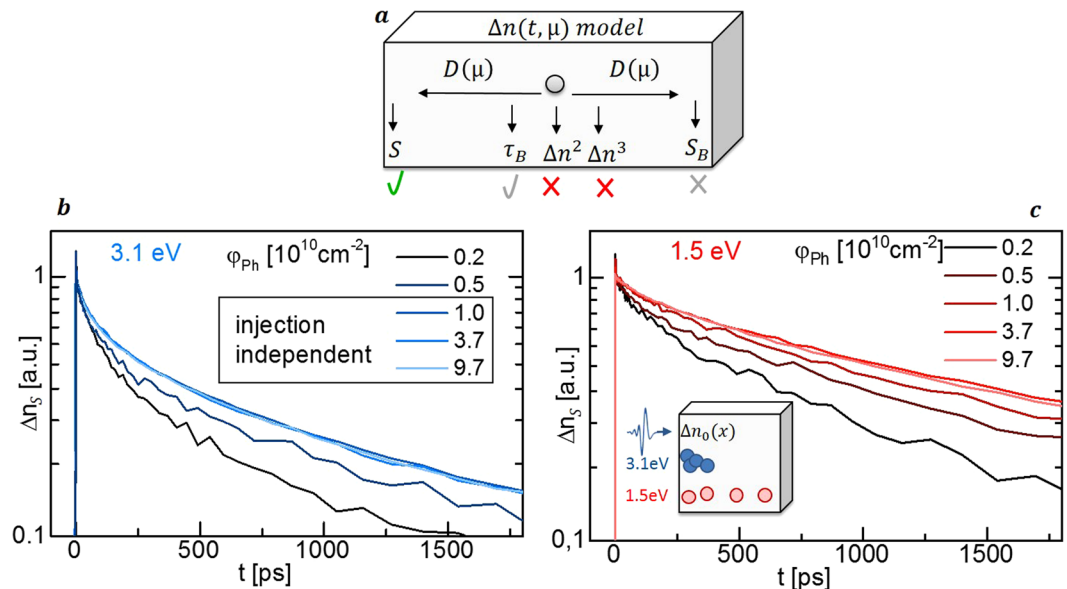 a
Δn(t, μ) model
D(μ) D(μ)
S τ_B Δn² Δn³ S_B
b
3.1 eV
φ_Ph [10¹⁰cm⁻²]
0.2
0.5
1.0
3.7
9.7
injection
independent
1
0.1
Δn_S [a.u.]
0 500 1000 1500
t [ps]
c
1.5 eV
φ_Ph [10¹⁰cm⁻²]
0.2
0.5
1.0
3.7
9.7
Δn₀(x)
3.1eV
1.5eV
1
0,1
Δn_S [a.u.]
0 500 1000 1500
t [ps]